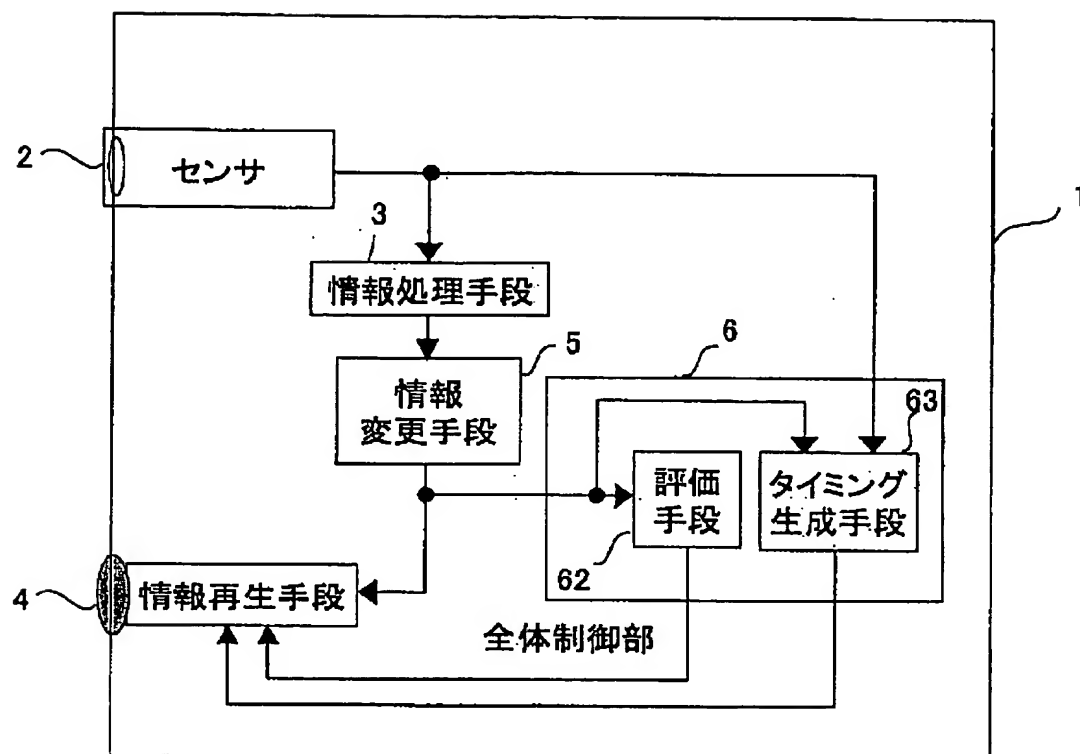 2
センサ
1
3
情報処理手段
5
情報
変更手段
6
63
評価
手段
タイミング
生成手段
62
4
情報再生手段
全体制御部